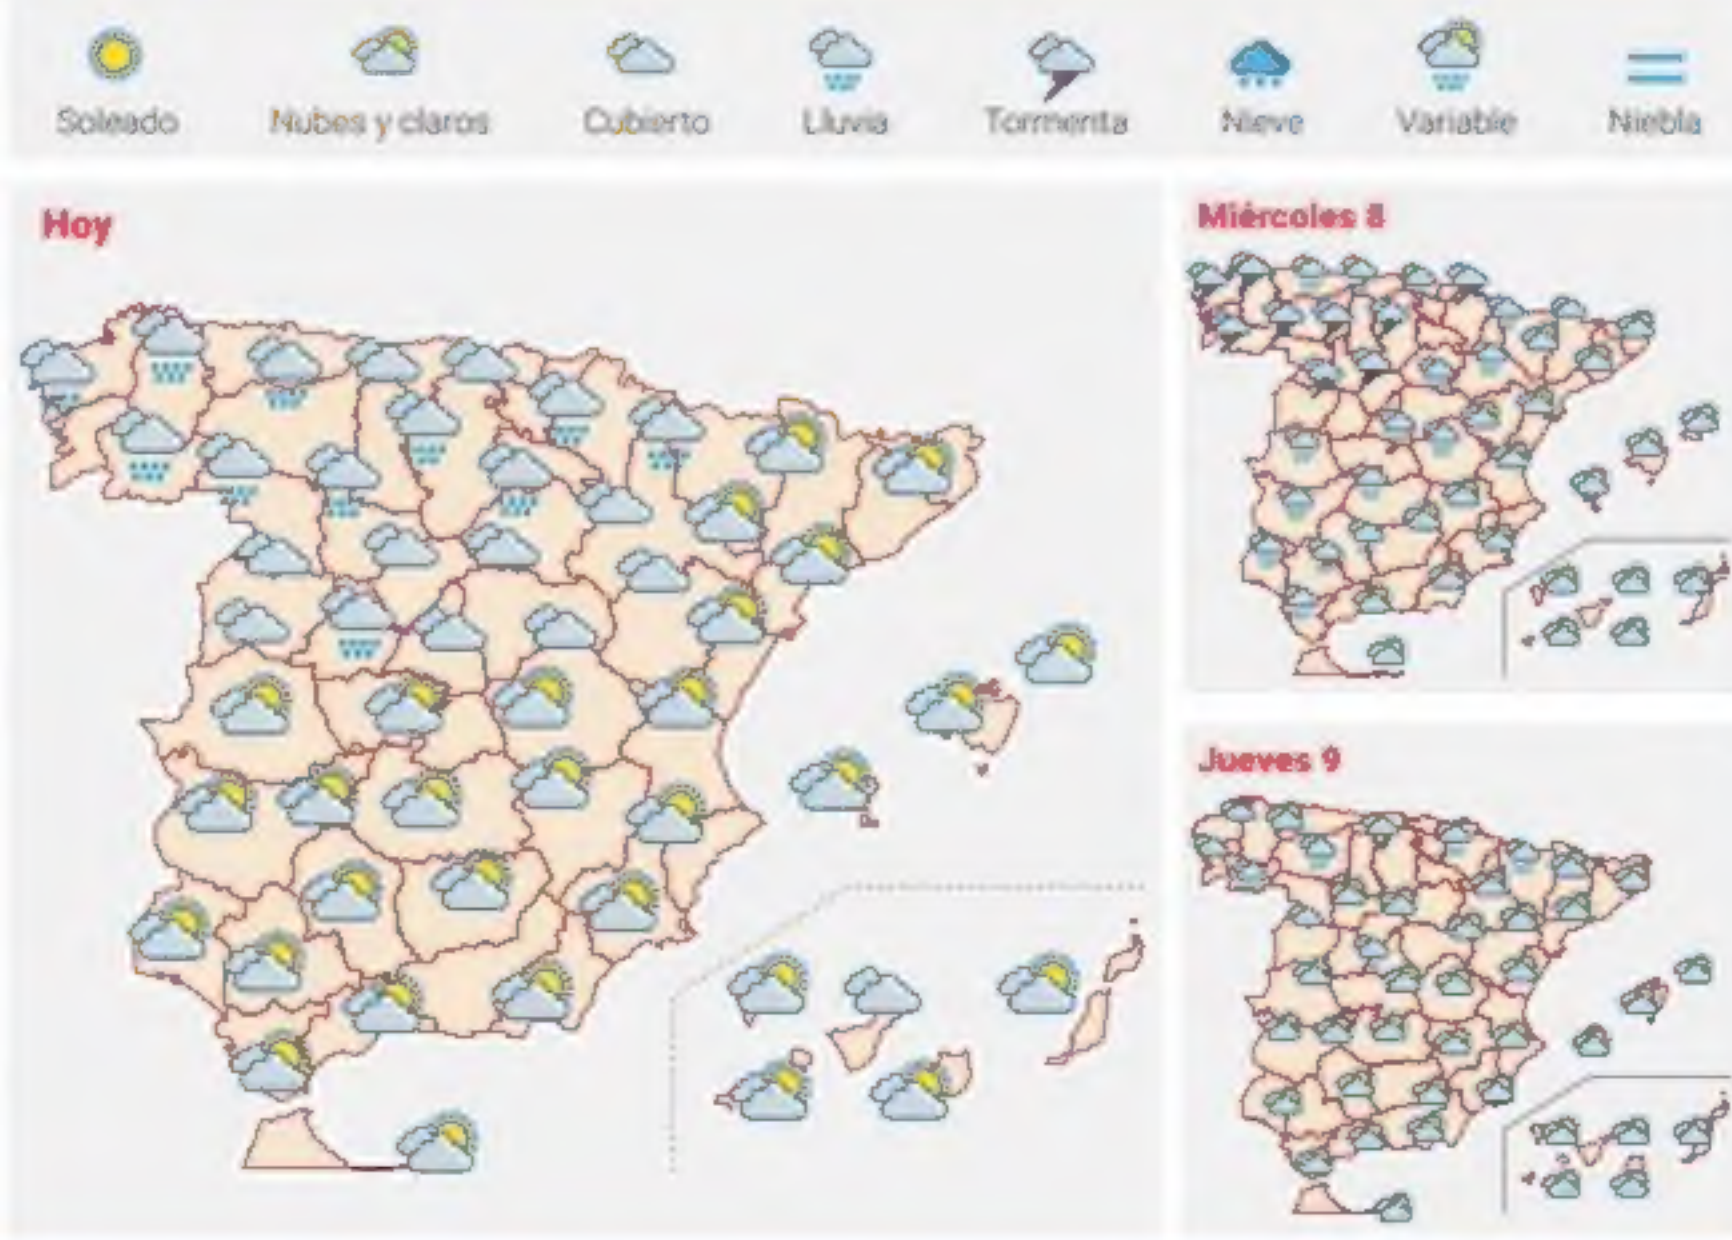 Soleado
Nubes y claros
Cubierto
Lluvia
Tormenta
Nieve
Variable
Niebla
Hoy
Miércoles 8
Jueves 9